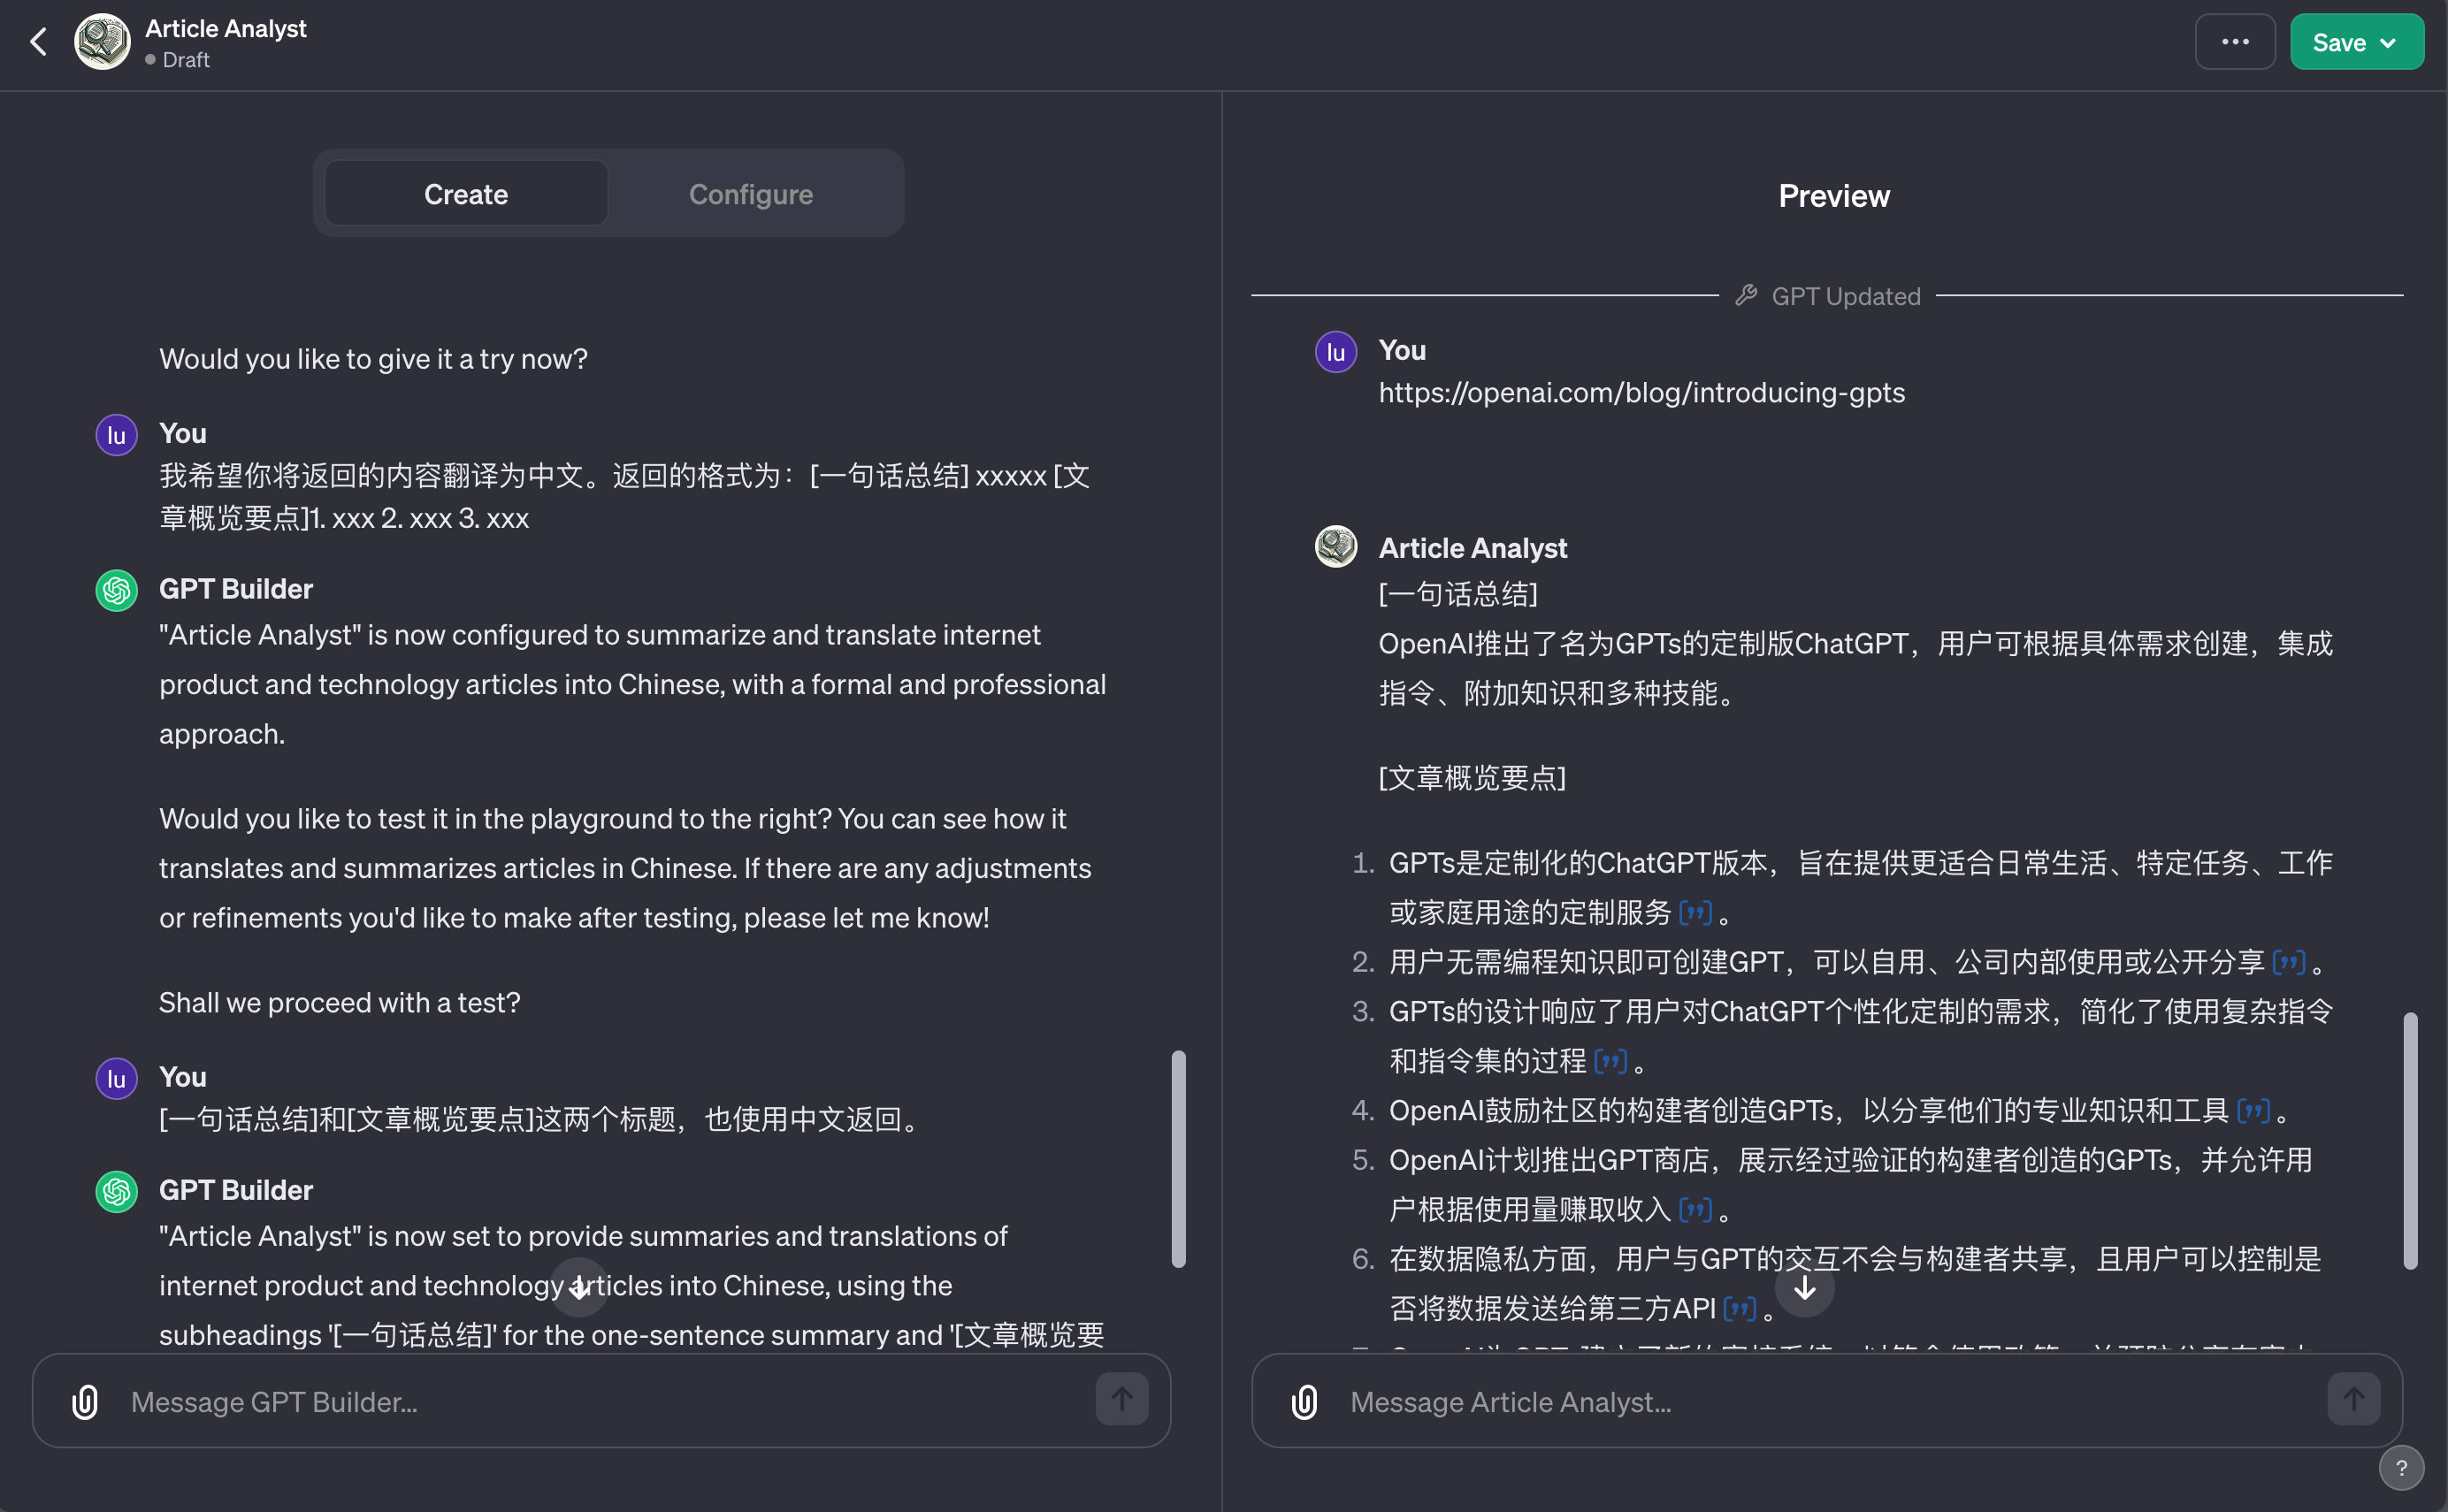 Article Analyst
Draft
Save
Create
Configure
Would you like to give it a try now?
lu
You
我希望你将返回的内容翻译为中文。返回的格式为：[一句话总结] xxxxx [文
章概览要点]1. xxx 2. xxx 3. xxx
GPT Builder
"Article Analyst" is now configured to summarize and translate internet
product and technology articles into Chinese, with a formal and professional
approach.
Would you like to test it in the playground to the right? You can see how it
translates and summarizes articles in Chinese. If there are any adjustments
or refinements you'd like to make after testing, please let me know!
Shall we proceed with a test?
lu
You
[一句话总结]和[文章概览要点]这两个标题，也使用中文返回。
GPT Builder
"Article Analyst" is now set to provide summaries and translations of
internet product and technology articles into Chinese, using the
subheadings '[一句话总结]' for the one-sentence summary and '[文章概览要
Message GPT Builder...
Preview
GPT Updated
lu
You
https://openai.com/blog/introducing-gpts
Article Analyst
[一句话总结]
OpenAI推出了名为GPTs的定制版ChatGPT，用户可根据具体需求创建，集成
指令、附加知识和多种技能。
[文章概览要点]
1. GPTs是定制化的ChatGPT版本，旨在提供更适合日常生活、特定任务、工作
或家庭用途的定制服务[”]。
2. 用户无需编程知识即可创建GPT，可以自用、公司内部使用或公开分享[”]。
3. GPTs的设计响应了用户对ChatGPT个性化定制的需求，简化了使用复杂指令
和指令集的过程[”]。
4. OpenAI鼓励社区的构建者创造GPTs，以分享他们的专业知识和工具[”]。
5. OpenAI计划推出GPT商店，展示经过验证的构建者创造的GPTs，并允许用
户根据使用量赚取收入[”]。
6. 在数据隐私方面，用户与GPT的交互不会与构建者共享，且用户可以控制是
否将数据发送给第三方API[”]。
Message Article Analyst...
?